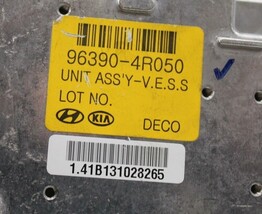 96390-4R050
UNIT ASS'Y-V.E.S.S
LOT NO.
KIA DECO
1.41B131028265